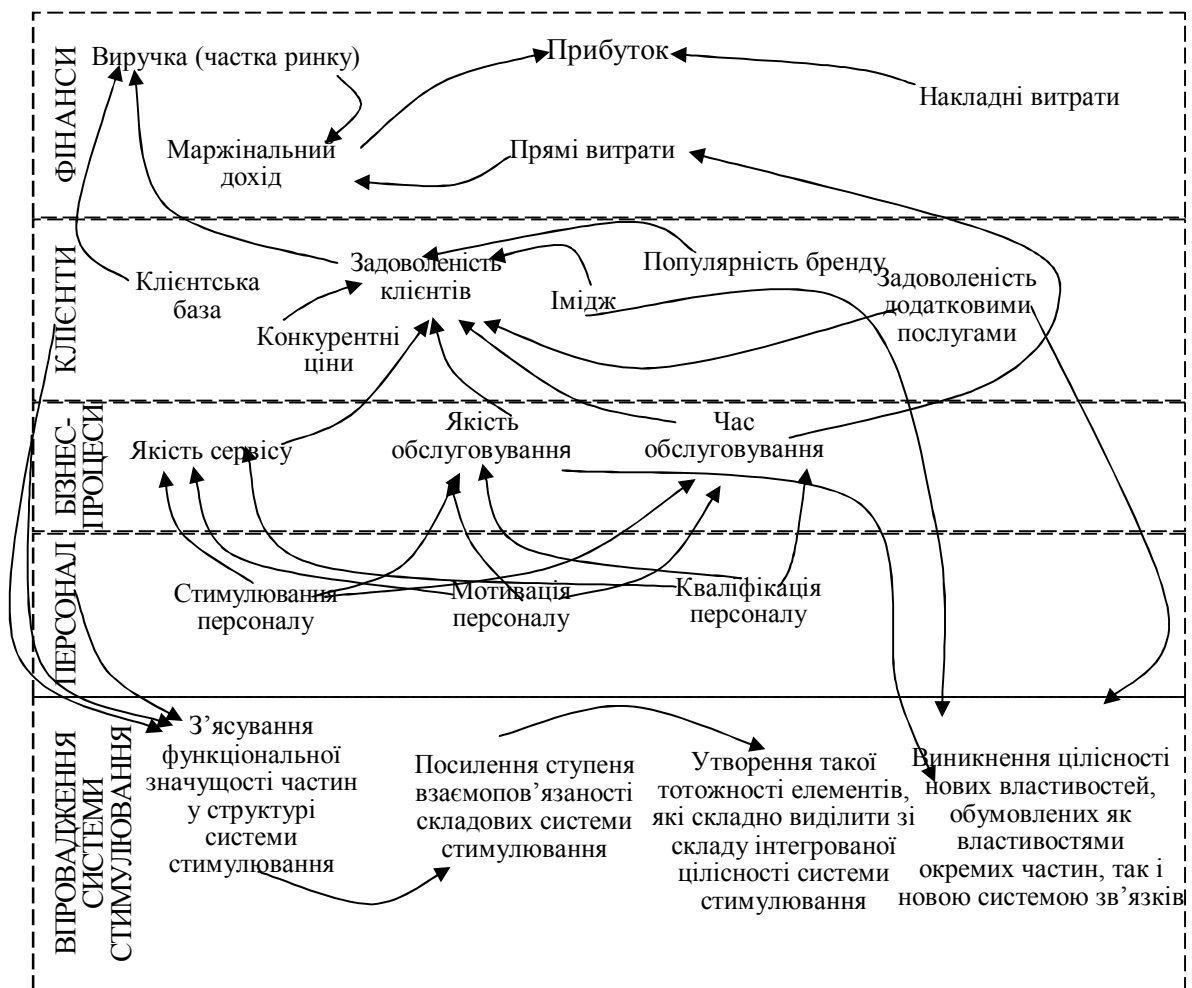 ФІНАНСИ
Виручка (частка ринку)
Прибуток
Накладні витрати
Маржінальний
дохід
Прямі витрати
КЛІЄНТИ
Клієнтська
база
Задоволеність
клієнтів
Конкурентні
ціни
Імідж
Популярність бренду
Задоволеність
додатковими
послугами
БІЗНЕС-
ПРОЦЕСИ
Якість сервісу
Якість
обслуговування
Час
обслуговування
ПЕРСОНАЛ
Стимулювання
персоналу
Мотивація
персоналу
Кваліфікація
персоналу
ВПРОВАДЖЕННЯ
СИСТЕМИ
СТИМУЛЮВАННЯ
З’ясування
функціональної
значущості частин
у структурі
системи
стимулювання
Посилення ступеня
взаємопов’язаності
складових системи
стимулювання
Утворення такої
тотожності елементів,
які складно виділити зі
складу інтегрованої
цілісності системи
стимулювання
Виникнення цілісності
нових властивостей,
обумовлених як
властивостями
окремих частин, так і
новою системою зв’язків